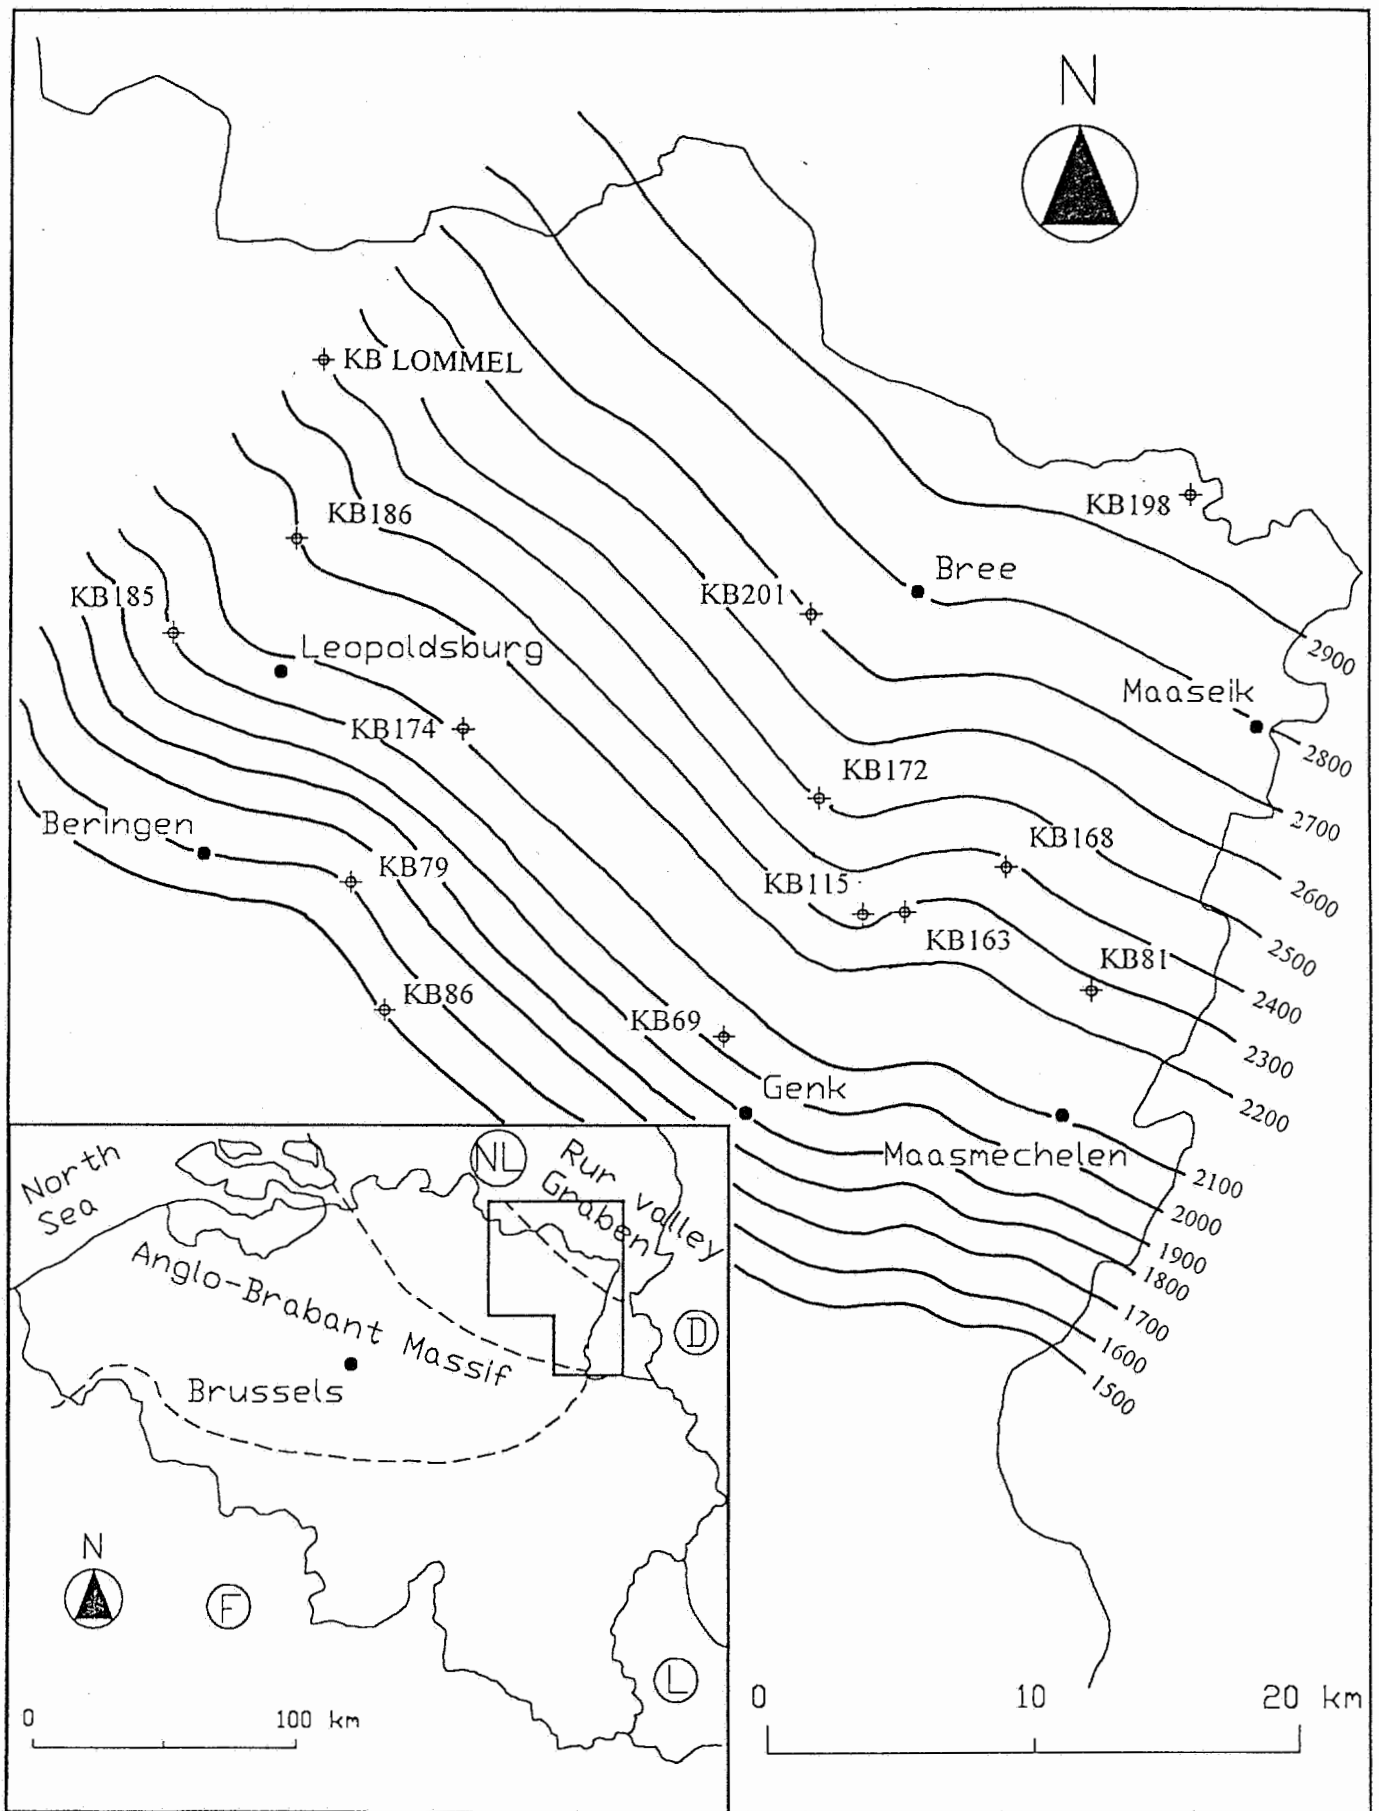 N
KB LOMMEL
KB198
KB186
Bree
KB201
KB185
2900
Leopoldsburg
Maaseik
KB174
2800
KB172
2700
Beringen
KB168
KB79
KB115
2600
KB163
2500
KB81
KB86
2400
KB69
2300
Genk
2200
Maasmechelen
2100
2000
1900
1800
1700
1600
1500
North
Sea
NL
Rur valley
Graben
Anglo-Brabant Massif
D
Brussels
N
F
L
0 100 km
0 10 20 km